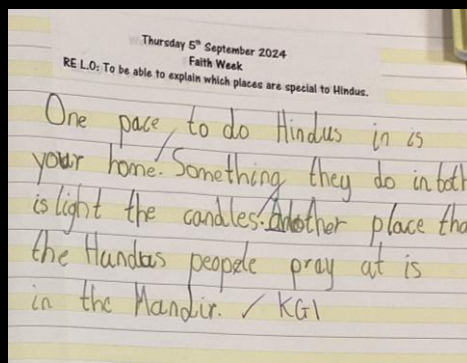 Thursday 5th September 2024
Faith Week
RE L.O: To be able to explain which places are special to Hindus.
One pace, to do Hindus in is
your home. Something they do in both
is light the candles. Another place tha
the Handas peopele pray at is
in the Mandir. ✓ KG1